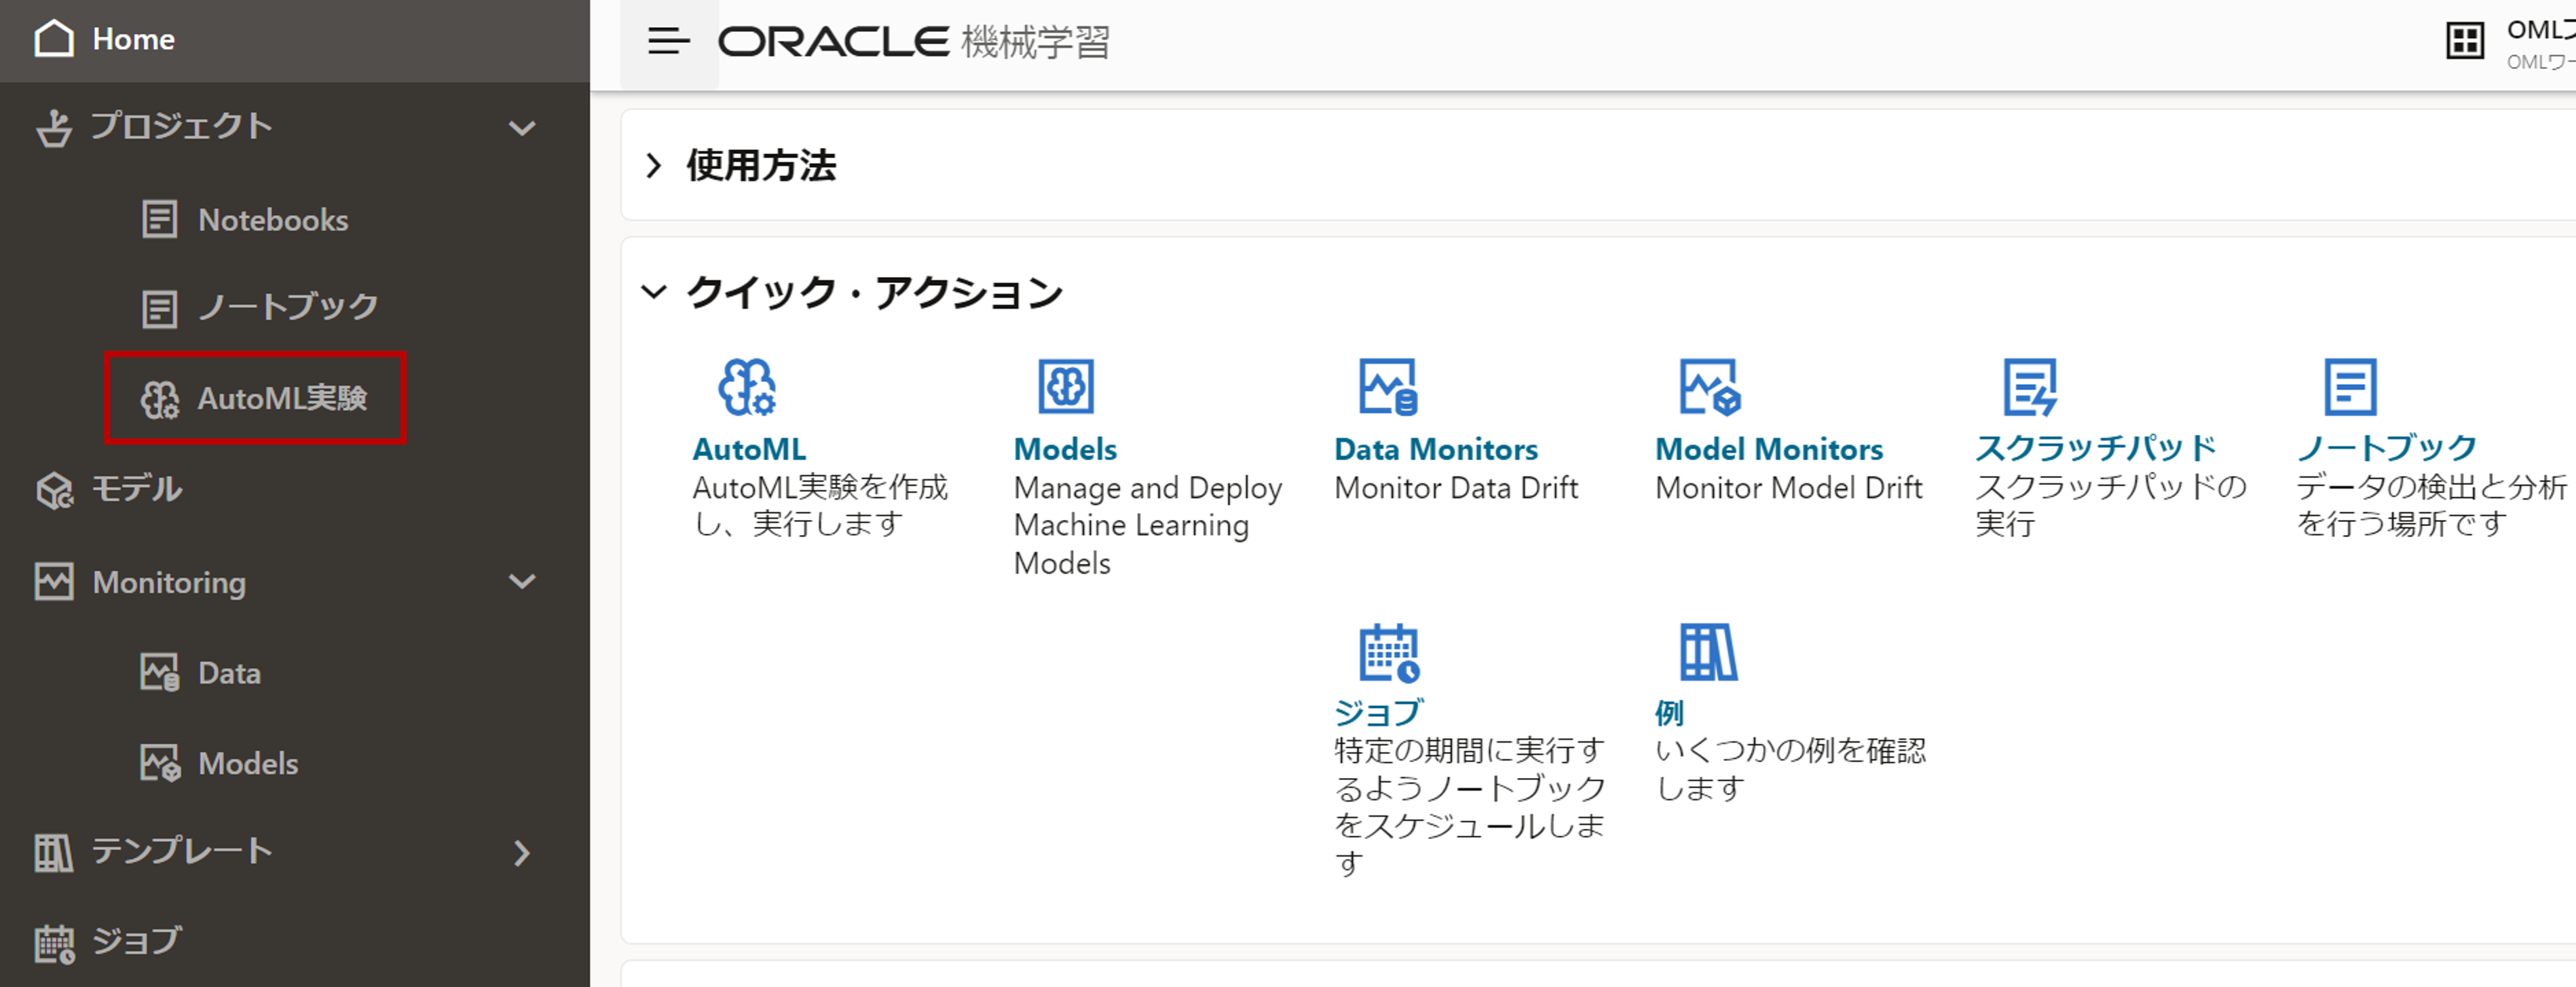 Home
プロジェクト
Notebooks
ノートブック
AutoML実験
モデル
Monitoring
Data
Models
テンプレート
ジョブ
ORACLE 機械学習
OMLプ
OMLワー
使用方法
クイック・アクション
AutoML
AutoML実験を作成
し、実行します
Models
Manage and Deploy
Machine Learning
Models
Data Monitors
Monitor Data Drift
Model Monitors
Monitor Model Drift
スクラッチパッド
スクラッチパッドの
実行
ノートブック
データの検出と分析
を行う場所です
ジョブ
特定の期間に実行す
るようノートブック
をスケジュールしま
す
例
いくつかの例を確認
します